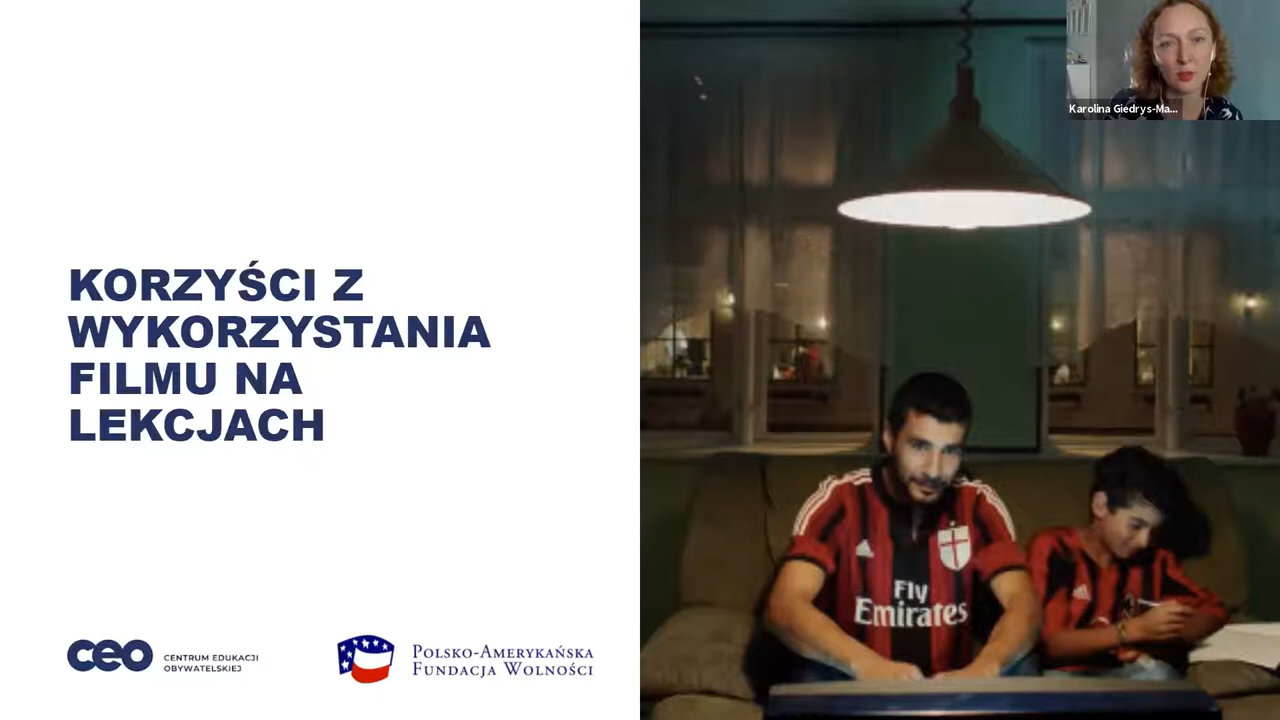 KORZYŚCI Z
WYKORZYSTANIA
FILMU NA
LEKCJACH
ceo
CENTRUM EDUKACJI
OBYWATELSKIEJ
POLSKO-AMERYKAŃSKA
FUNDACJA WOLNOŚCI
Karolina Giedrys-Ma...
Fly
Emirates